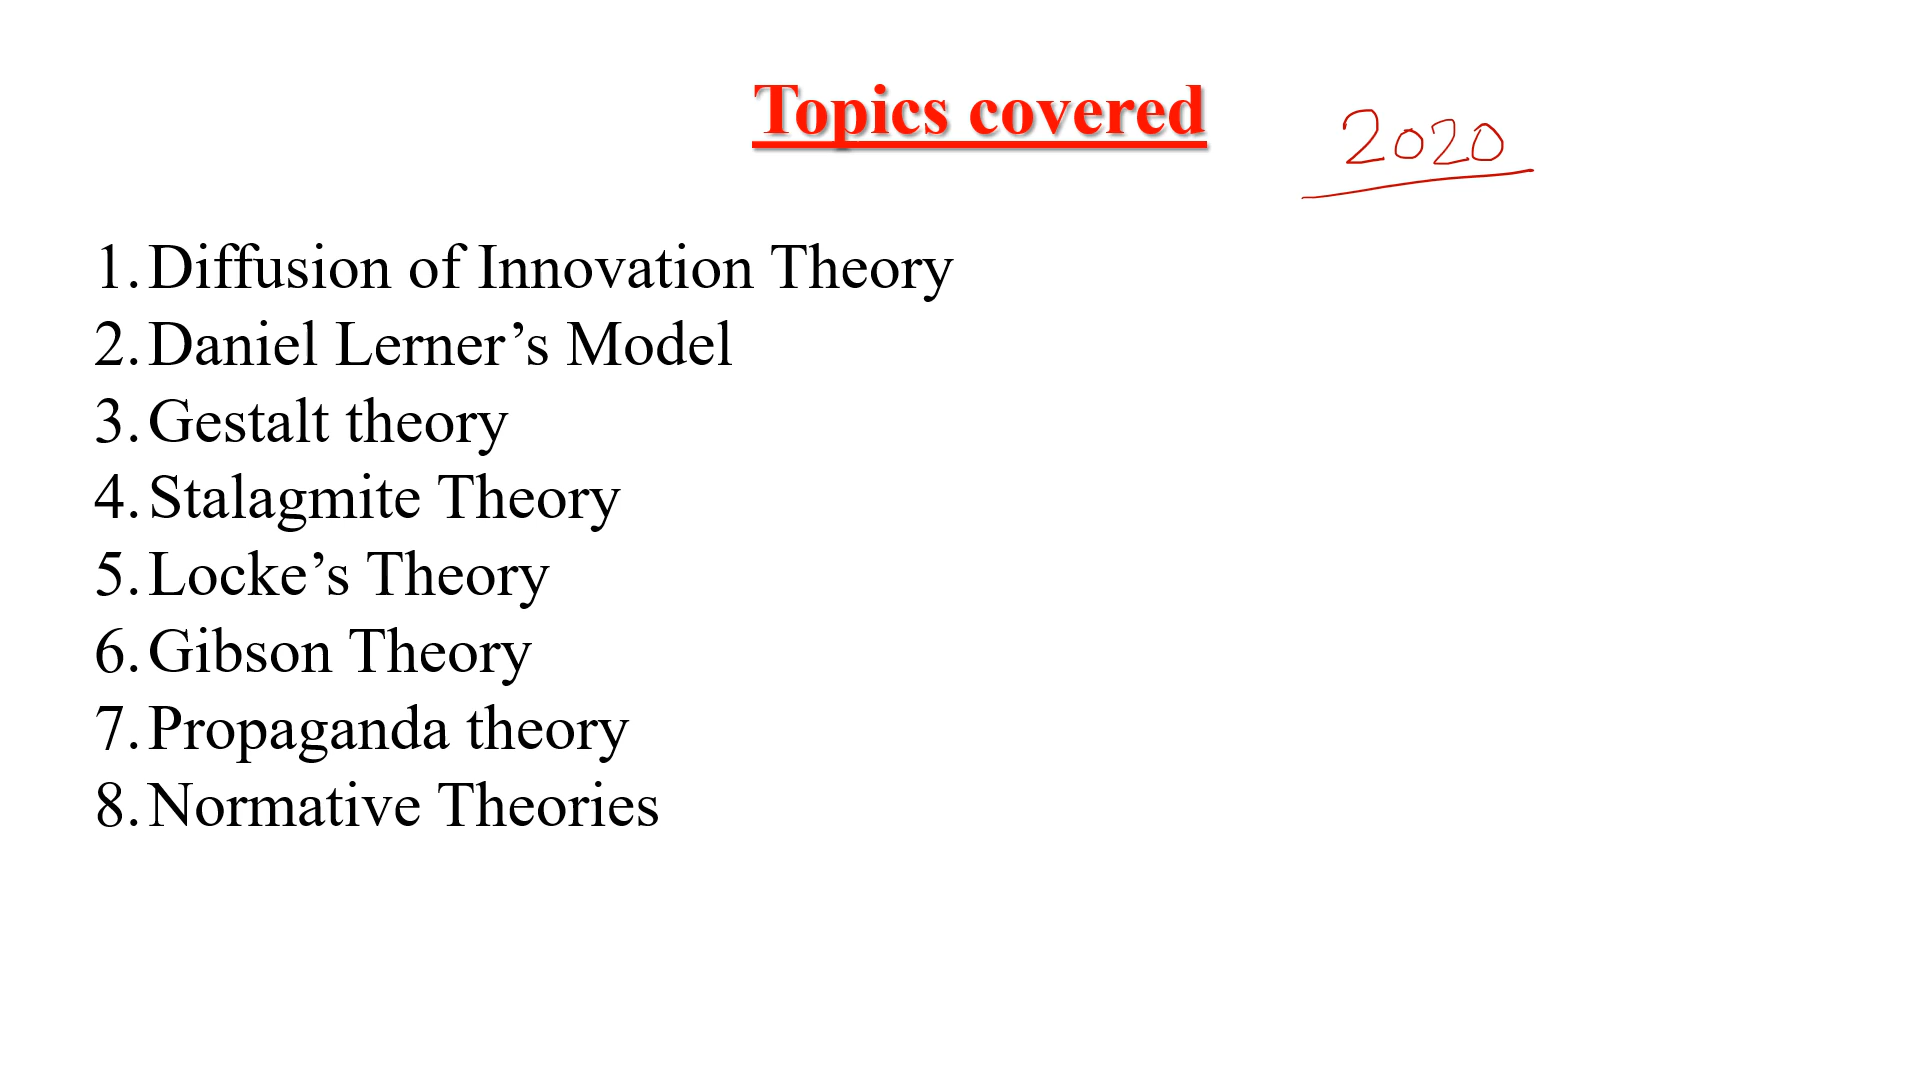 Topics covered
2020
1. Diffusion of Innovation Theory
2. Daniel Lerner’s Model
3. Gestalt theory
4. Stalagmite Theory
5. Locke’s Theory
6. Gibson Theory
7. Propaganda theory
8. Normative Theories